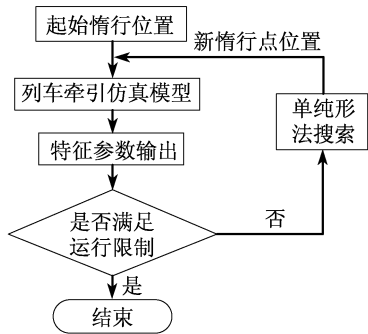 起始惰行位置
新惰行点位置
列车牵引仿真模型
单纯形
法搜索
特征参数输出
是否满足
运行限制
否
是
结束